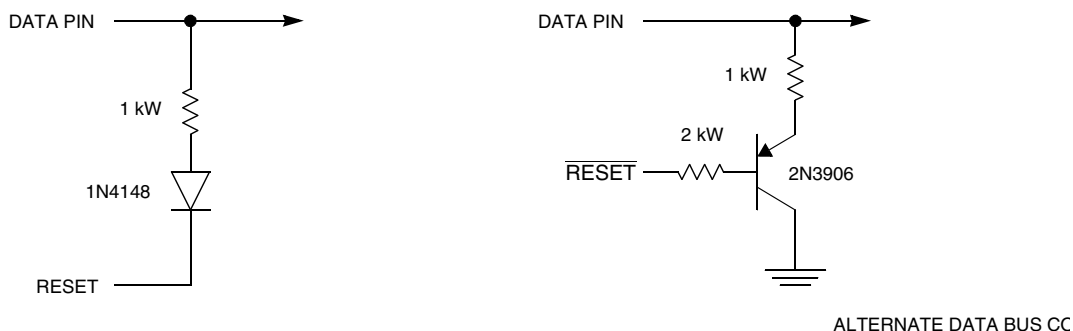 DATA PIN
1 kW
1N4148
RESET
DATA PIN
1 kW
2 kW
RESET
2N3906
ALTERNATE DATA BUS CO